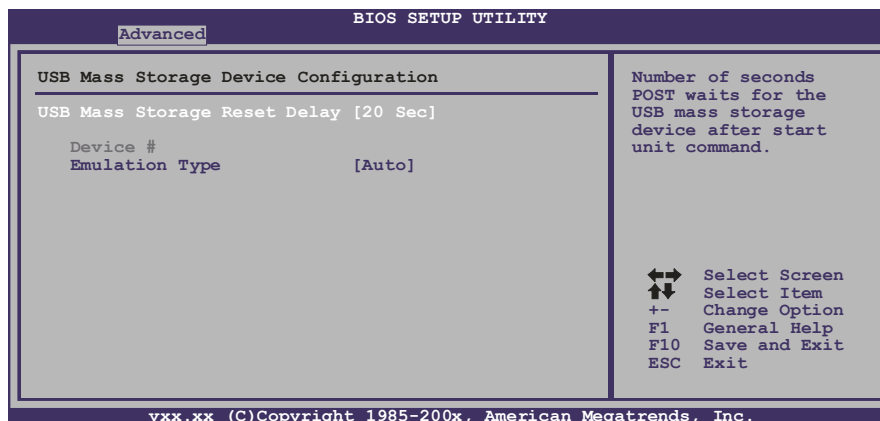 BIOS SETUP UTILITY
Advanced
USB Mass Storage Device Configuration
USB Mass Storage Reset Delay [20 Sec]
Device #
Emulation Type [Auto]
Number of seconds
POST waits for the
USB mass storage
device after start
unit command.
Select Screen
Select Item
+- Change Option
F1 General Help
F10 Save and Exit
ESC Exit
vxx.xx (C)Copyright 1985-200x, American Megatrends, Inc.